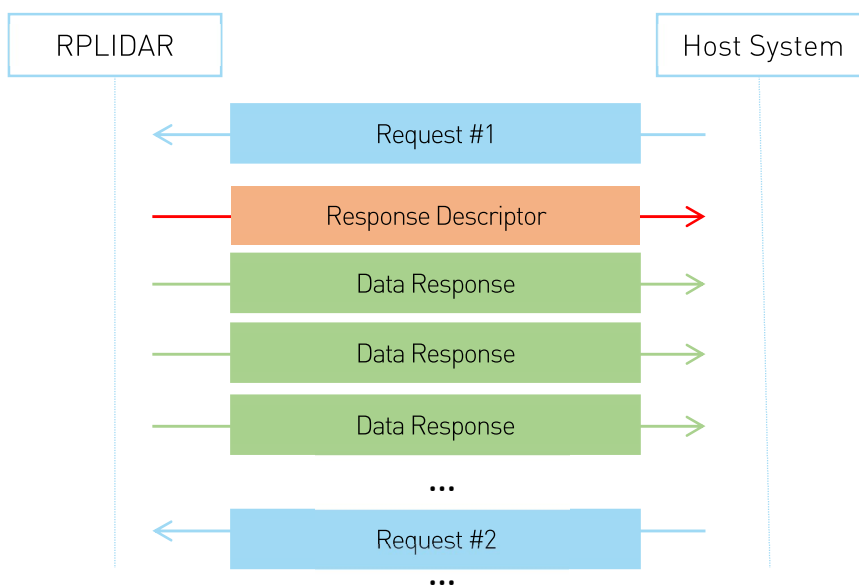 RPLIDAR
Host System
Request #1
Response Descriptor
Data Response
Data Response
Data Response
...
Request #2
...